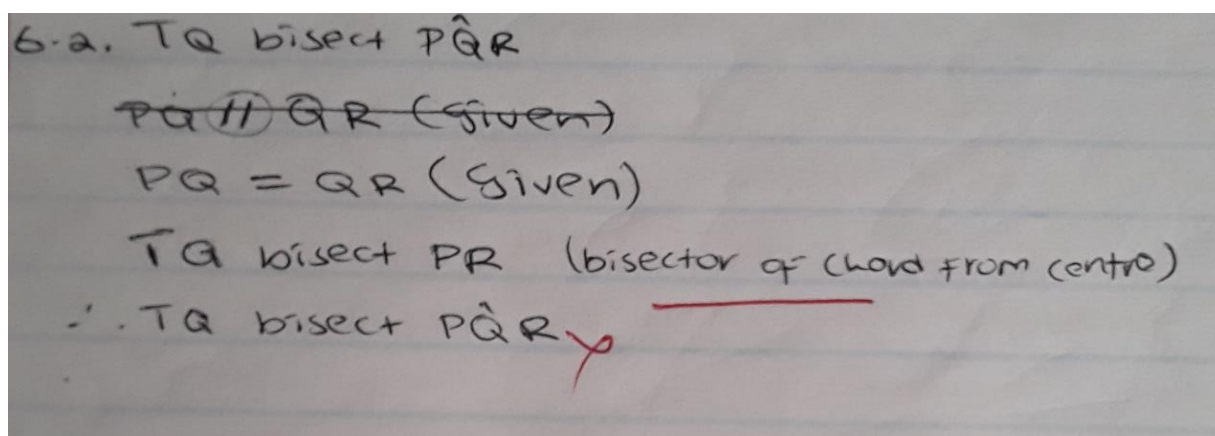 6.2. TQ bisect PQ̂R
PQ || QR (given)
PQ = QR (given)
TQ bisect PR (bisector of chord from centre)
∴ TQ bisect PQ̂R